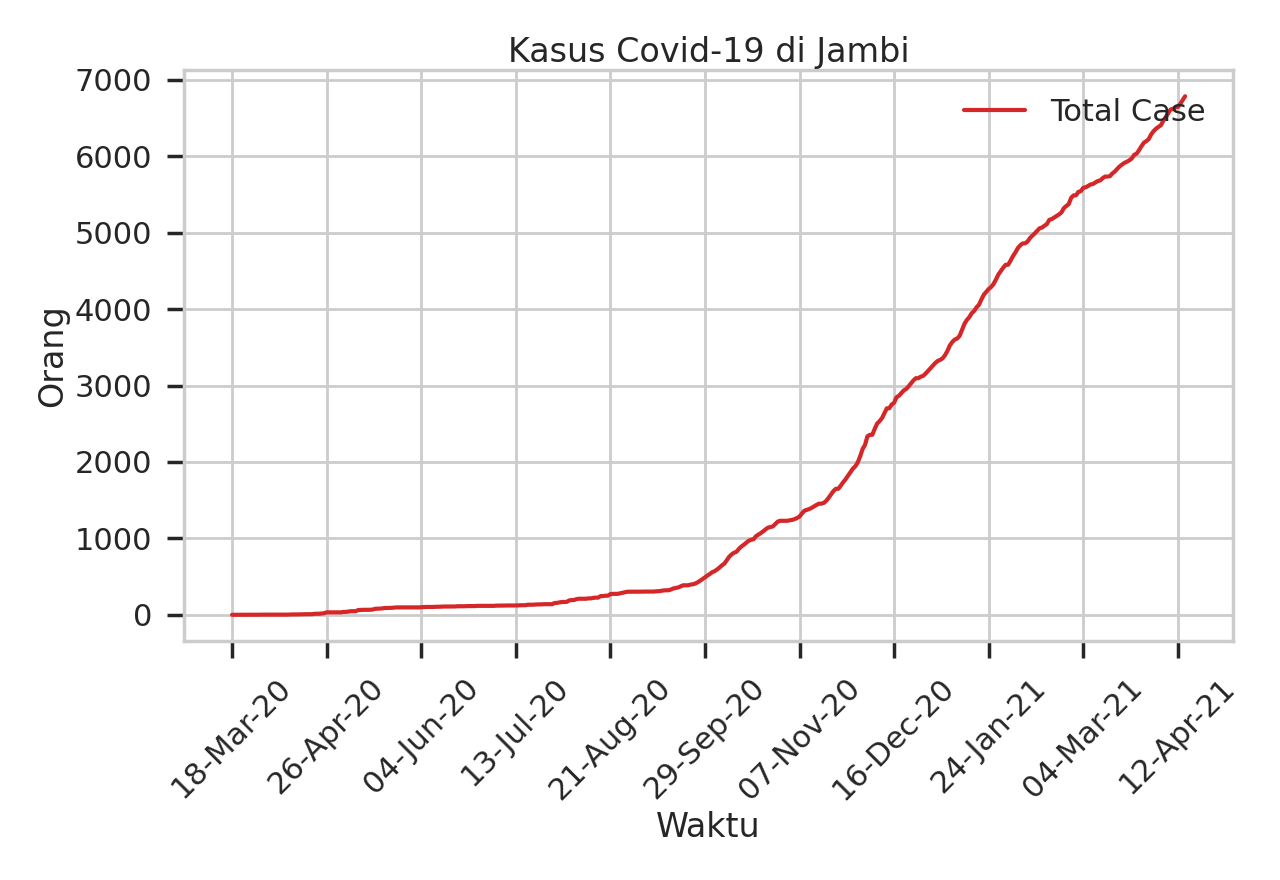 Kasus Covid-19 di Jambi
Total Case
Orang
7000
6000
5000
4000
3000
2000
1000
0
18-Mar-20
26-Apr-20
04-Jun-20
13-Jul-20
21-Aug-20
29-Sep-20
07-Nov-20
16-Dec-20
24-Jan-21
04-Mar-21
12-Apr-21
Waktu